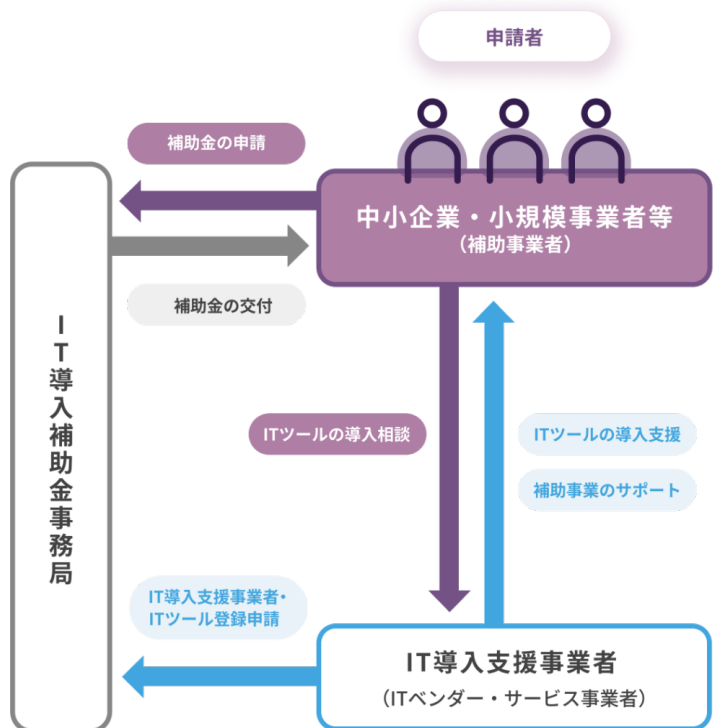 申請者
補助金の申請
中小企業・小規模事業者等
（補助事業者）
補助金の交付
IT導入補助金事務局
ITツールの導入相談
ITツールの導入支援
補助事業のサポート
IT導入支援事業者・
ITツール登録申請
IT導入支援事業者
（ITベンダー・サービス事業者）